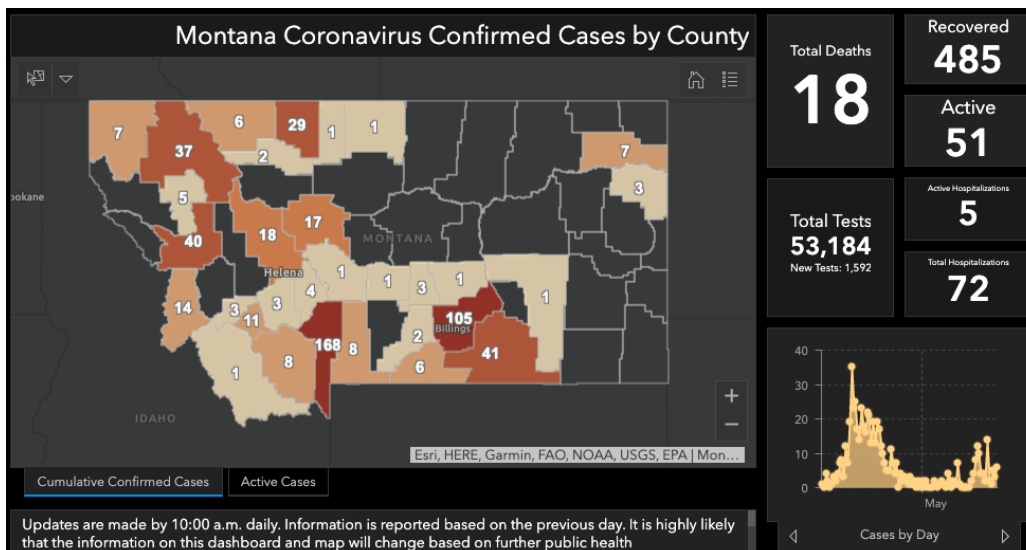 Montana Coronavirus Confirmed Cases by County
7
6
29
1
1
37
2
7
5
3
40
18
17
MONTANA
Helena
1
1
3
1
1
14
3
11
3
4
105
Billings
168
8
2
1
8
6
41
IDAHO
pokane
+
−
Esri, HERE, Garmin, FAO, NOAA, USGS, EPA | Mon...
Cumulative Confirmed Cases
Active Cases
Updates are made by 10:00 a.m. daily. Information is reported based on the previous day. It is highly likely
that the information on this dashboard and map will change based on further public health
Total Deaths
18
Recovered
485
Active
51
Total Tests
53,184
New Tests: 1,592
Active Hospitalizations
5
Total Hospitalizations
72
40
30
20
10
0
May
Cases by Day